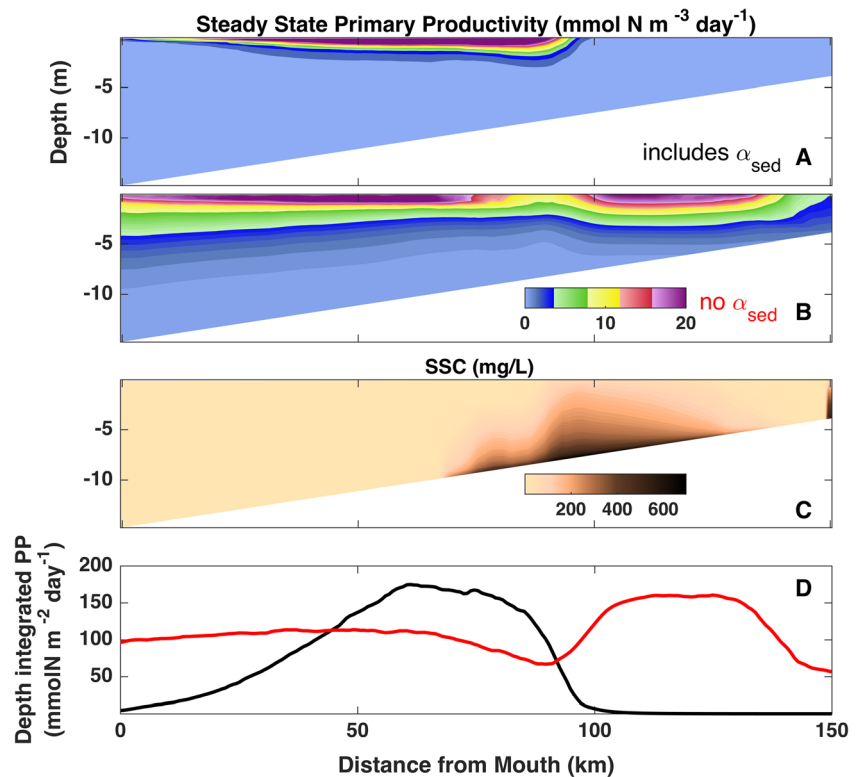 Steady State Primary Productivity (mmol N m -3 day-1)
Depth (m)
-5
-10
includes αsed A
-5
-10
0 10 20
no αsed B
SSC (mg/L)
-5
-10
200 400 600
C
Depth integrated PP
(mmolN m-2 day-1)
200
150
100
50
D
0 50 100 150
Distance from Mouth (km)